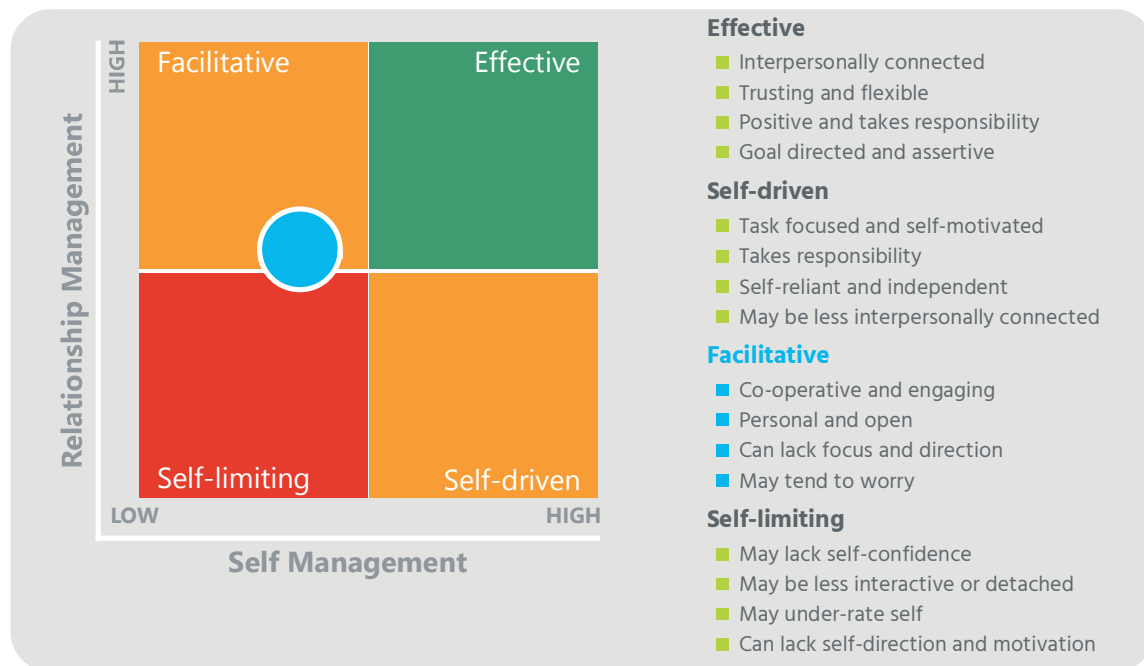 HIGH
Facilitative
Effective
Relationship Management
Self-limiting
Self-driven
LOW
HIGH
Self Management
Effective
Interpersonally connected
Trusting and flexible
Positive and takes responsibility
Goal directed and assertive
Self-driven
Task focused and self-motivated
Takes responsibility
Self-reliant and independent
May be less interpersonally connected
Facilitative
Co-operative and engaging
Personal and open
Can lack focus and direction
May tend to worry
Self-limiting
May lack self-confidence
May be less interactive or detached
May under-rate self
Can lack self-direction and motivation